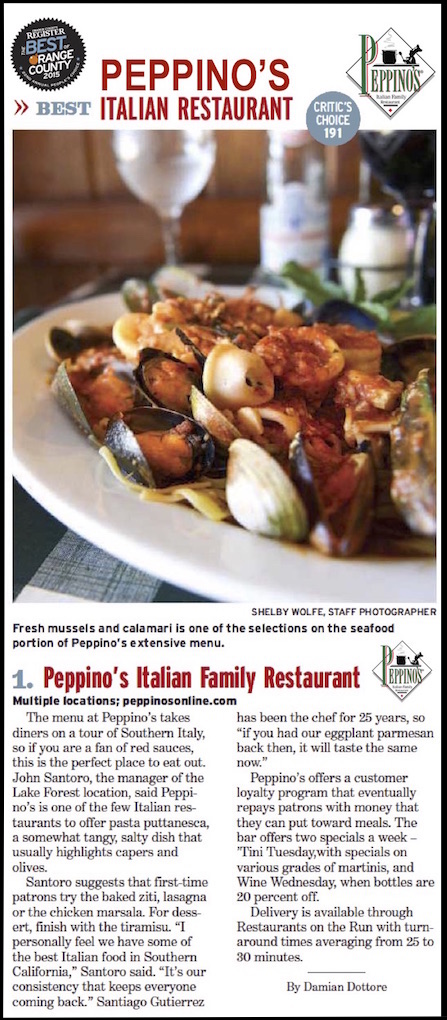 REGISTER
THE BEST OF
ORANGE
COUNTY
2015
PEPPINO'S
» BEST ITALIAN RESTAURANT
CRITIC'S
CHOICE
191
PEPPINO'S
Italian Family
Restaurant
SHELBY WOLFE, STAFF PHOTOGRAPHER
Fresh mussels and calamari is one of the selections on the seafood
portion of Peppino's extensive menu.
1. Peppino's Italian Family Restaurant
PEPPINO'S
Multiple locations; peppinosonline.com
The menu at Peppino's takes
diners on a tour of Southern Italy,
so if you are a fan of red sauces,
this is the perfect place to eat out.
John Santoro, the manager of the
Lake Forest location, said Peppi-
no's is one of the few Italian res-
taurants to offer pasta puttanesca,
a somewhat tangy, salty dish that
usually highlights capers and
olives.
Santoro suggests that first-time
patrons try the baked ziti, lasagna
or the chicken marsala. For dess-
ert, finish with the tiramisu. "I
personally feel we have some of
the best Italian food in Southern
California," Santoro said. "It's our
consistency that keeps everyone
coming back." Santiago Gutierrez
has been the chef for 25 years, so
"if you had our eggplant parmesan
back then, it will taste the same
now."
Peppino's offers a customer
loyalty program that eventually
repays patrons with money that
they can put toward meals. The
bar offers two specials a week –
'Tini Tuesday,with specials on
various grades of martinis, and
Wine Wednesday, when bottles are
20 percent off.
Delivery is available through
Restaurants on the Run with turn-
around times averaging from 25 to
30 minutes.
By Damian Dottore